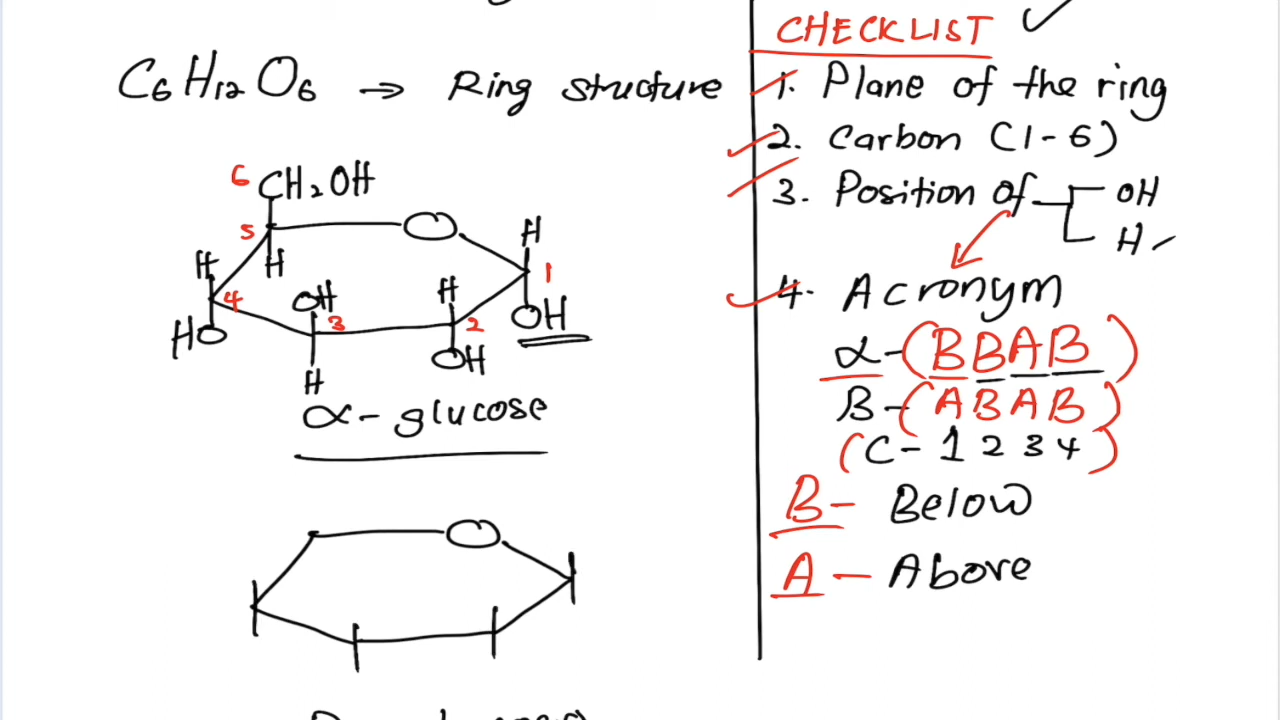 C6H12O6 → Ring structure
6 CH2OH
5 O H
H H 1
H 4 OH 3 H 2 OH
HO OH
H
α- glucose
O
CHECKLIST ✓
1. Plane of the ring
2. Carbon (1-6)
3. Position of OH
H
4. Acronym
α-(BBAB)
B-(ABAB)
(C-1234)
B- Below
A- Above